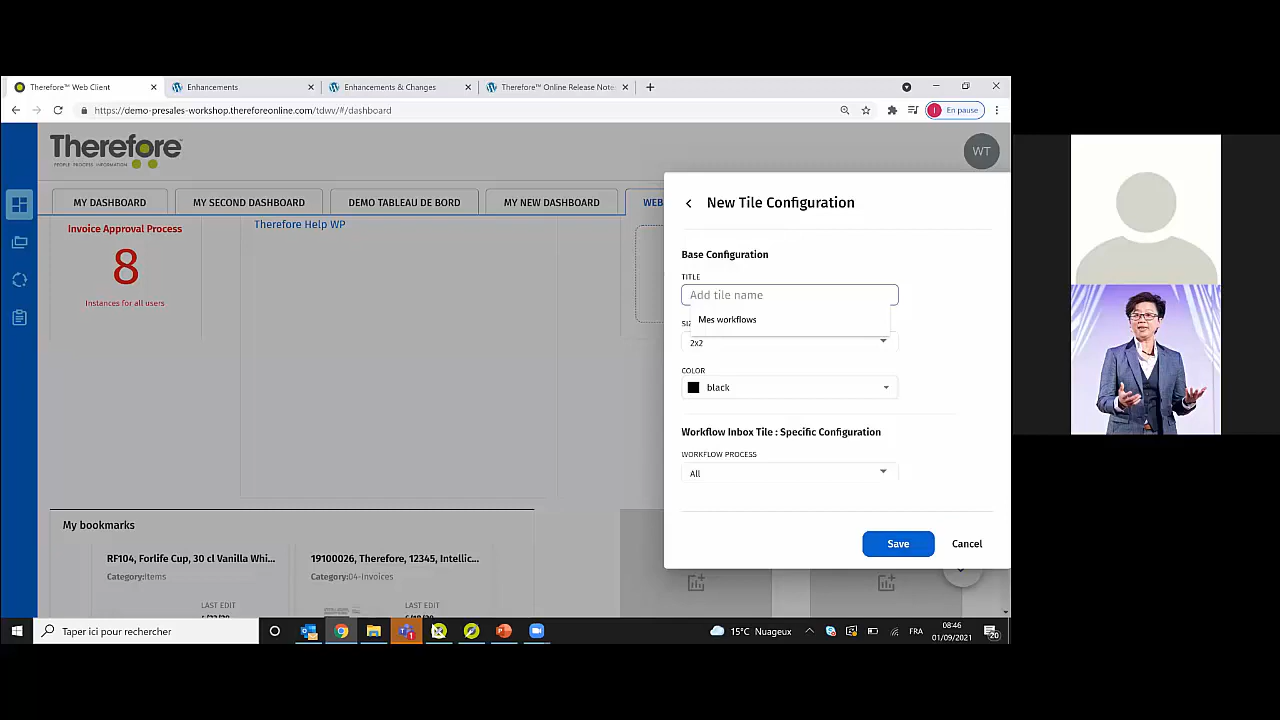 Therefore™ Web Client
Enhancements
Enhancements & Changes
Therefore™ Online Release Note
https://demo-presales-workshop.thereforeonline.com/tdwv/#/dashboard
En pause
Therefore
PEOPLE PROCESS INFORMATION
WT
MY DASHBOARD
MY SECOND DASHBOARD
DEMO TABLEAU DE BORD
MY NEW DASHBOARD
WEB
Invoice Approval Process
8
Instances for all users
Therefore Help WP
New Tile Configuration
Base Configuration
TITLE
Add tile name
Mes workflows
2x2
COLOR
black
Workflow Inbox Tile : Specific Configuration
WORKFLOW PROCESS
All
Save
Cancel
My bookmarks
RF104, Forlife Cup, 30 cl Vanilla Whi...
Category:Items
LAST EDIT
19100026, Therefore, 12345, Intellic...
Category:04-Invoices
LAST EDIT
Taper ici pour rechercher
15°C Nuageux
FRA
08:46
01/09/2021
20